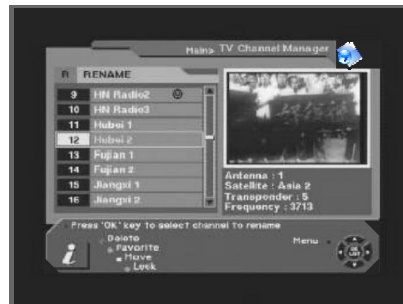 Main> TV Channel Manager
R RENAME
9 HN Radio2
10 HN Radio3
11 Hubei 1
12 Hubei 2
13 Fujian 1
14 Fujian 2
15 Jiangxi 1
16 Jiangxi 2
Antenna : 1
Satellite : Asia 2
Transponder : 5
Frequency : 3713
Press 'OK' key to select channel to rename
Delete
Favorite
Move
Lock
Menu
OK
LIST